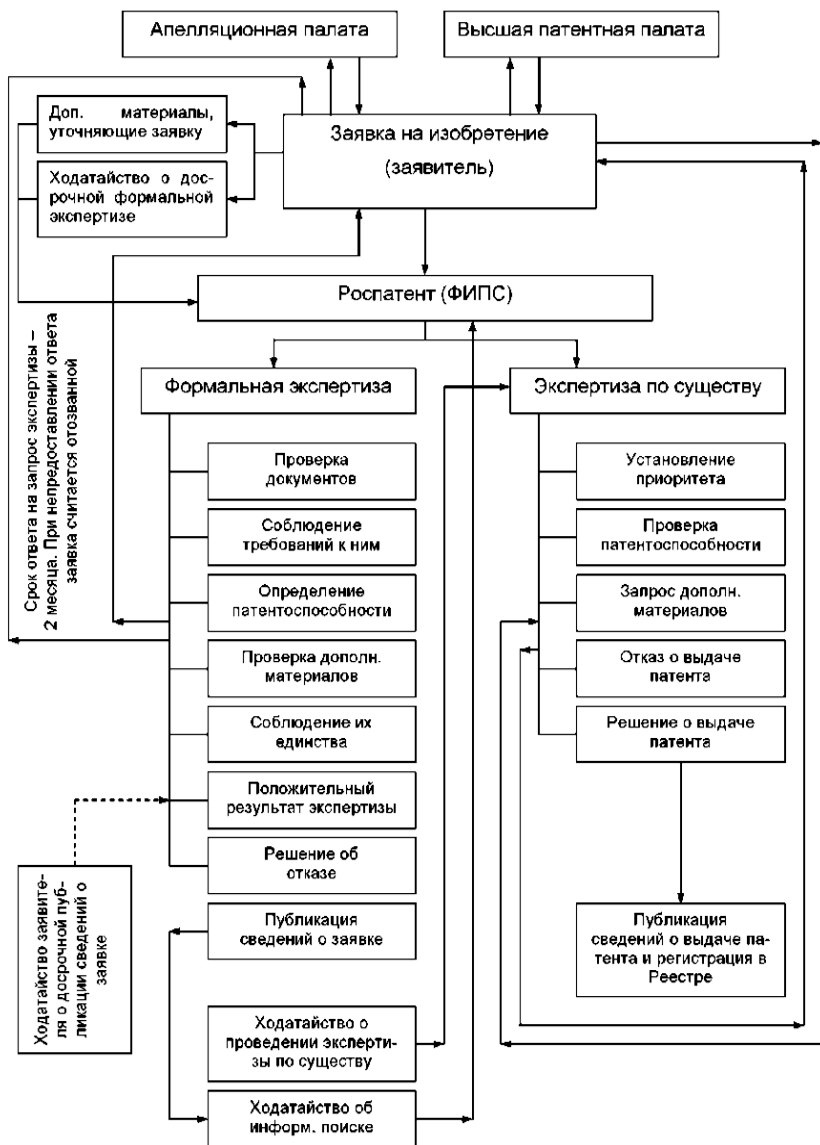 Апелляционная палата
Высшая патентная палата
Доп. материалы,
уточняющие заявку
Заявка на изобретение
(заявитель)
Ходатайство о дос-
рочной формальной
экспертизе
Роспатент (ФИПС)
Срок ответа на запрос экспертизы –
2 месяца. При непредоставлении ответа
заявка считается отозванной
Формальная экспертиза
Проверка
документов
Соблюдение
требований к ним
Определение
патентоспособности
Проверка дополн.
материалов
Соблюдение их
единства
Положительный
результат экспертизы
Решение об
отказе
Публикация
сведений о заявке
Ходатайство о
проведении эксперти-
зы по существу
Ходатайство об
информ. поиске
Ходатайство заявите-
ля о досрочной пуб-
ликации сведений о
заявке
Экспертиза по существу
Установление
приоритета
Проверка
патентоспособности
Запрос дополн.
материалов
Отказ о выдаче
патента
Решение о выдаче
патента
Публикация
сведений о выдаче па-
тента и регистрация в
Реестре